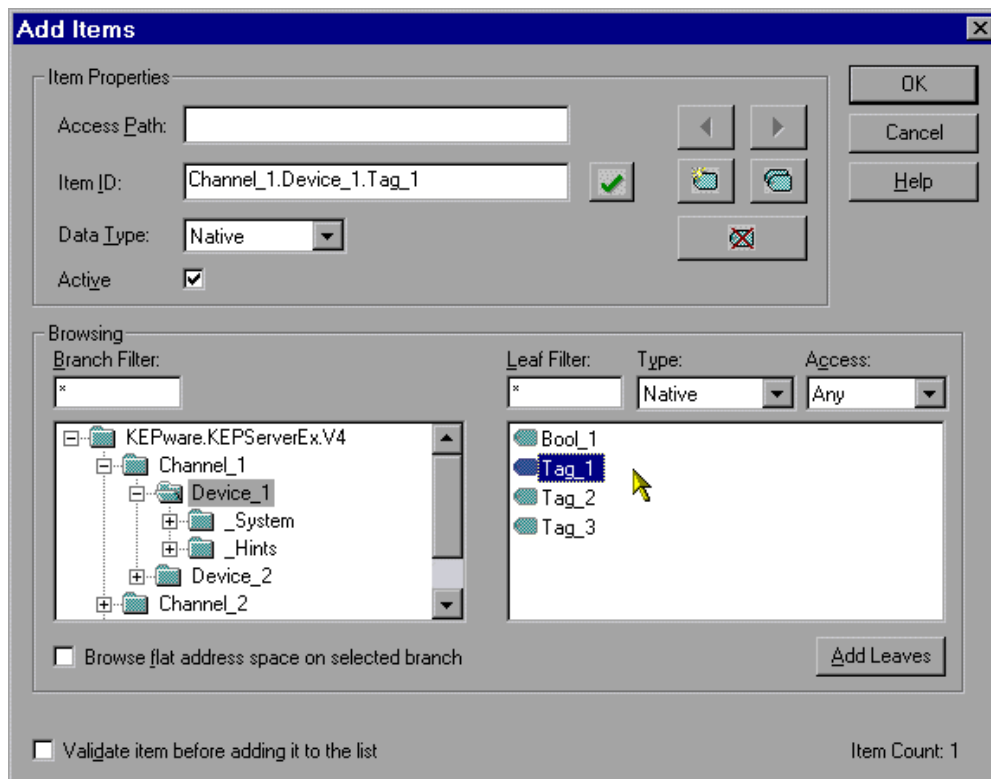 Add Items
Item Properties
OK
Access Path:
Cancel
Item ID: Channel_1.Device_1.Tag_1
Help
Data Type: Native
Active
Browsing
Branch Filter: Leaf Filter: Type: Access:
* * Native Any
KEPware.KEPServerEx.V4
Channel_1
Device_1
_System
_Hints
Device_2
Channel_2
Bool_1
Tag_1
Tag_2
Tag_3
Browse flat address space on selected branch
Add Leaves
Validate item before adding it to the list
Item Count: 1